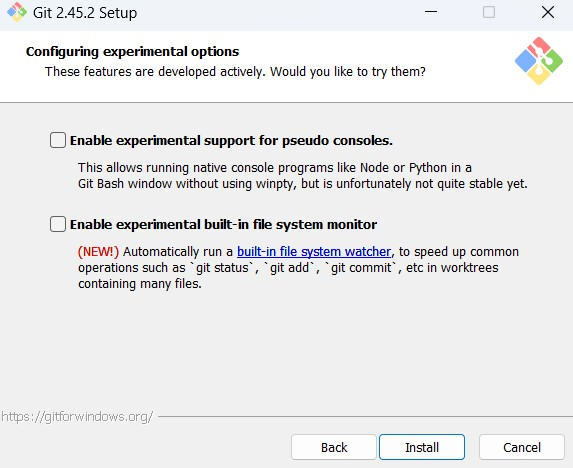 Git 2.45.2 Setup
Configuring experimental options
These features are developed actively. Would you like to try them?
Enable experimental support for pseudo consoles.
This allows running native console programs like Node or Python in a
Git Bash window without using winpty, but is unfortunately not quite stable yet.
Enable experimental built-in file system monitor
(NEW!) Automatically run a built-in file system watcher, to speed up common
operations such as `git status`, `git add`, `git commit`, etc in worktrees
containing many files.
https://gitforwindows.org/
Back Install Cancel